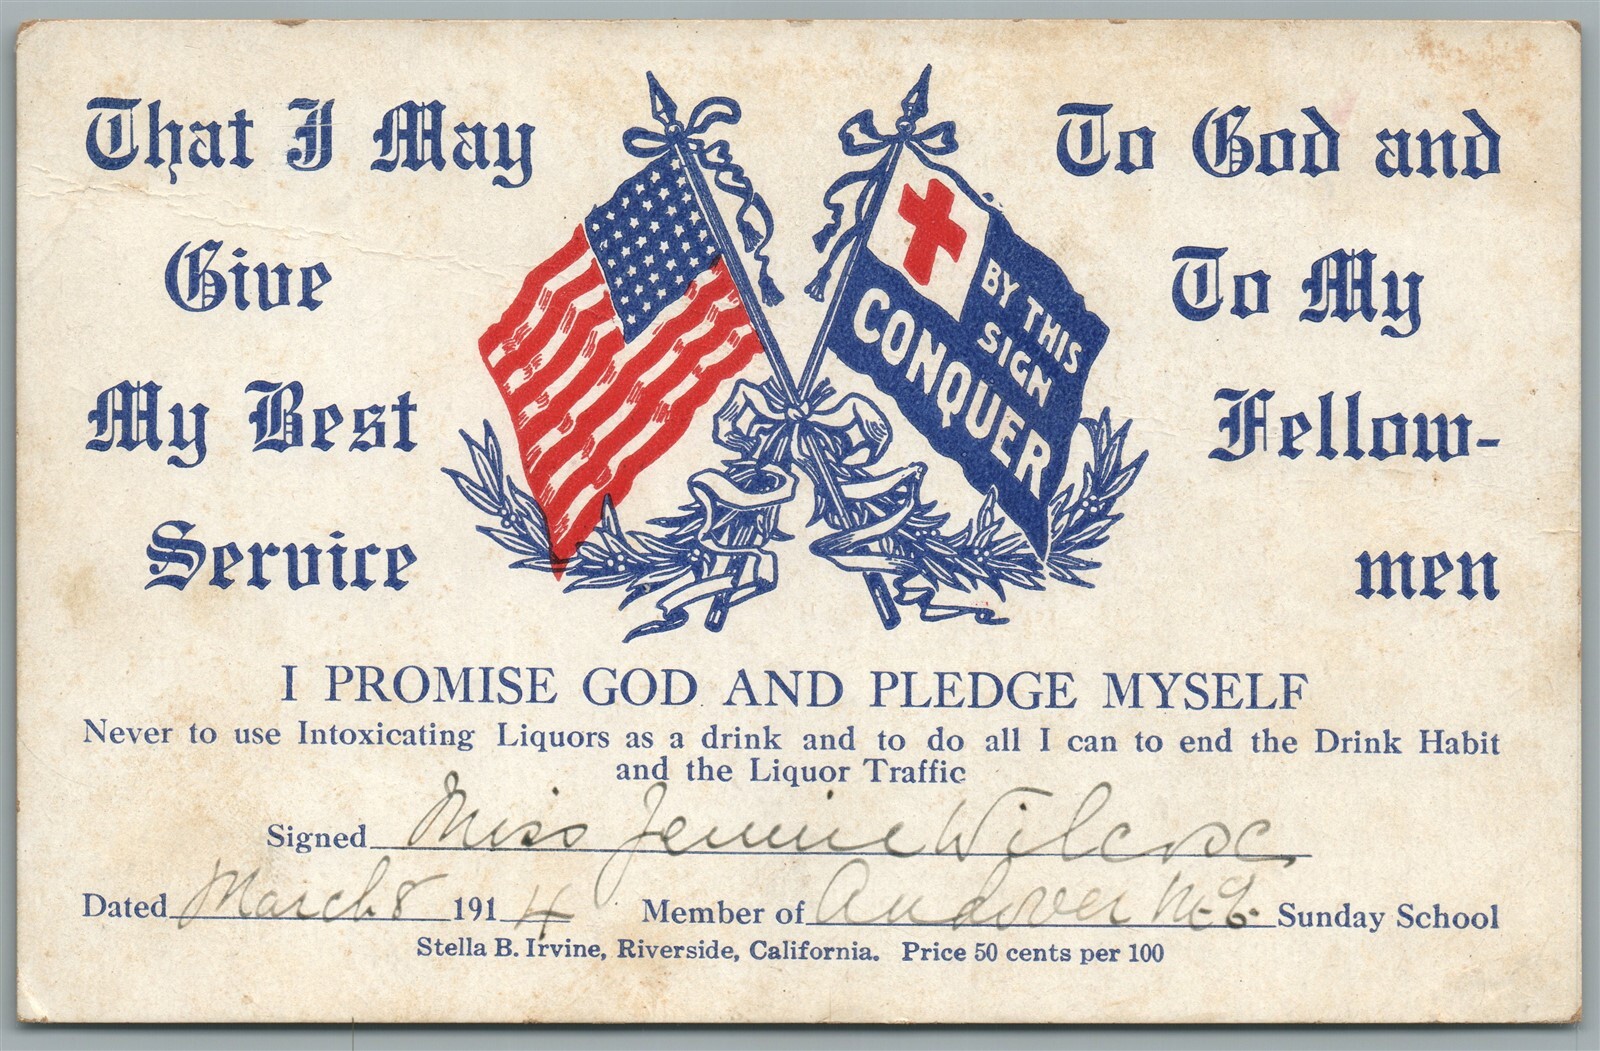 That I May
Give
My Best
Service
BY THIS
SIGN
CONQUER
To God and
To My
Fellow-
men
I PROMISE GOD AND PLEDGE MYSELF
Never to use Intoxicating Liquors as a drink and to do all I can to end the Drink Habit
and the Liquor Traffic
Signed Miss Jennie Wilcox
Dated March 8 1914 Member of Andover M.E. Sunday School
Stella B. Irvine, Riverside, California. Price 50 cents per 100